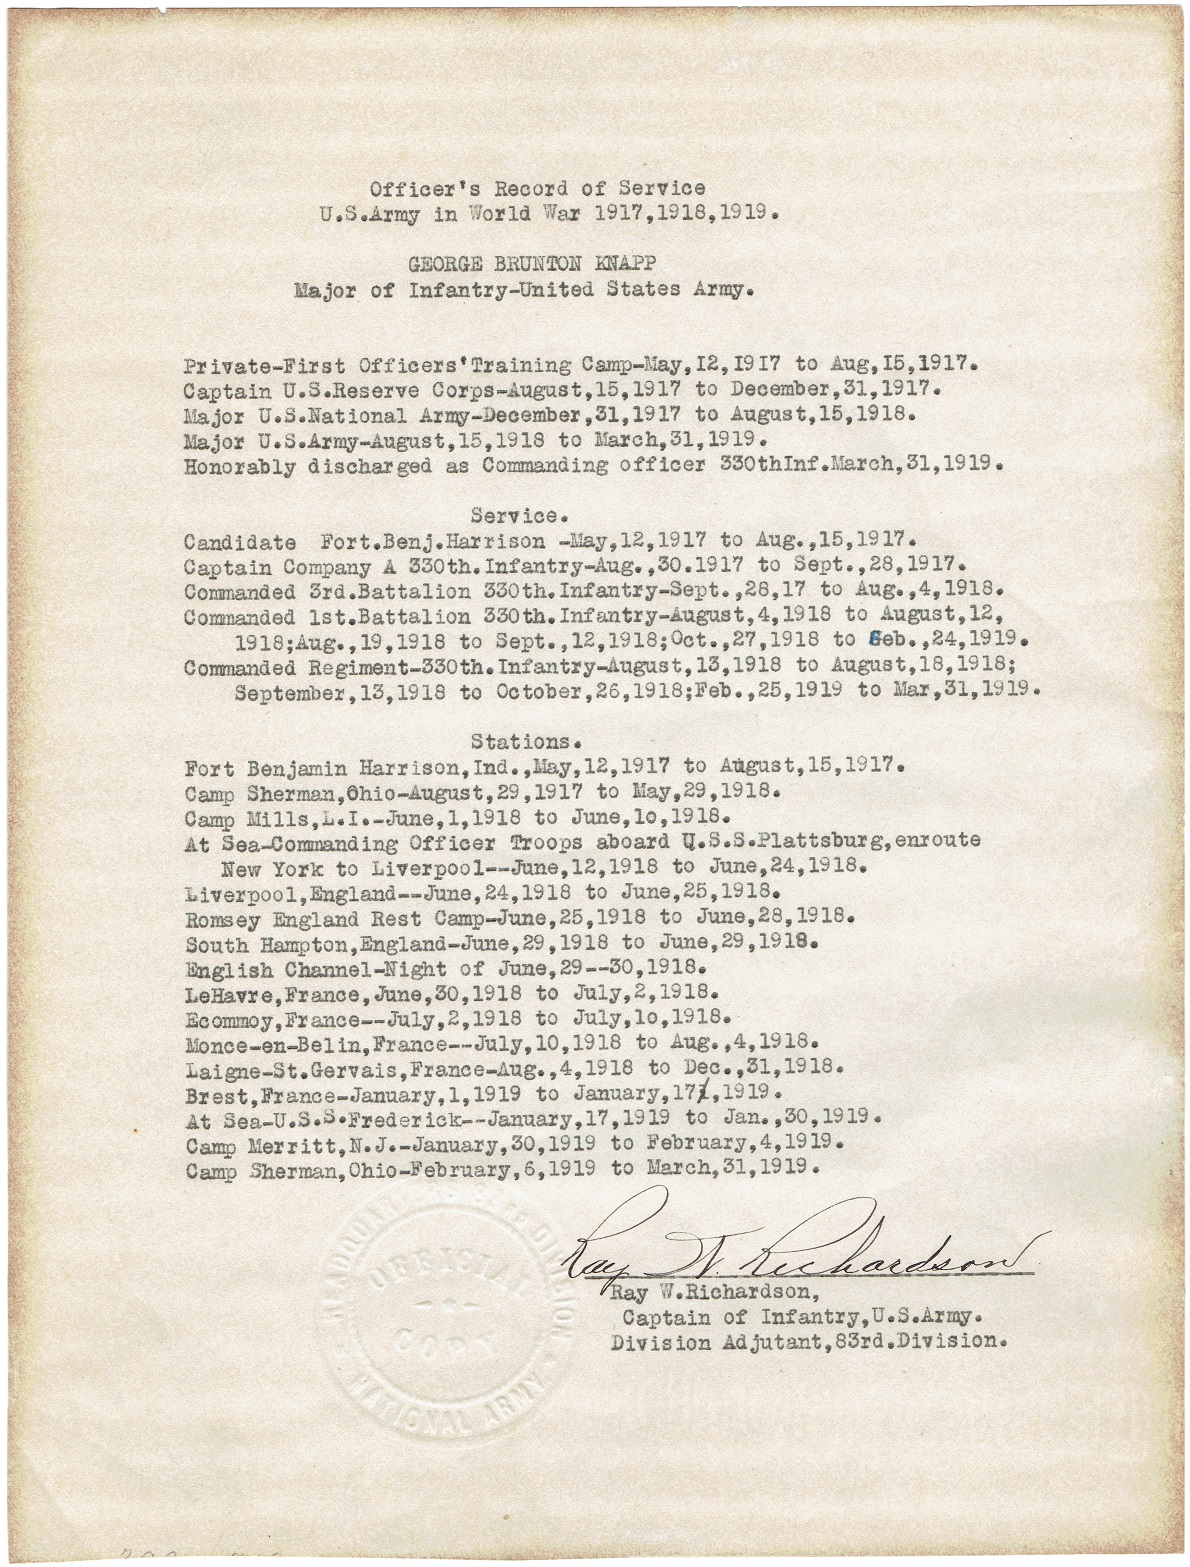 Officer's Record of Service
U.S.Army in World War 1917,1918,1919.
GEORGE BRUNTON KNAPP
Major of Infantry-United States Army.
Private-First Officers'Training Camp-May,12,1917 to Aug,15,1917.
Captain U.S.Reserve Corps-August,15,1917 to December,31,1917.
Major U.S.National Army-December,31,1917 to August,15,1918.
Major U.S.Army-August,15,1918 to March,31,1919.
Honorably discharged as Commanding officer 330thInf.March,31,1919.
Service.
Candidate Fort.Benj.Harrison -May,12,1917 to Aug.,15,1917.
Captain Company A 330th.Infantry-Aug.,30.1917 to Sept.,28,1917.
Commanded 3rd.Battalion 330th.Infantry-Sept.,28,17 to Aug.,4,1918.
Commanded 1st.Battalion 330th.Infantry-August,4,1918 to August,12,
1918;Aug.,19,1918 to Sept.,12,1918;Oct.,27,1918 to Feb.,24,1919.
Commanded Regiment-330th.Infantry-August,13,1918 to August,18,1918;
September,13,1918 to October,26,1918;Feb.,25,1919 to Mar,31,1919.
Stations.
Fort Benjamin Harrison,Ind.,May,12,1917 to August,15,1917.
Camp Sherman,Ohio-August,29,1917 to May,29,1918.
Camp Mills,L.I.-June,1,1918 to June,10,1918.
At Sea-Commanding Officer Troops aboard U.S.S.Plattsburg,enroute
New York to Liverpool--June,12,1918 to June,24,1918.
Liverpool,England--June,24,1918 to June,25,1918.
Romsey England Rest Camp-June,25,1918 to June,28,1918.
South Hampton,England-June,29,1918 to June,29,1918.
English Channel-Night of June,29--30,1918.
LeHavre,France,June,30,1918 to July,2,1918.
Ecommoy,France--July,2,1918 to July,10,1918.
Monce-en-Belin,France--July,10,1918 to Aug.,4,1918.
Laigne-St.Gervais,France-Aug.,4,1918 to Dec.,31,1918.
Brest,France-January,1,1919 to January,17,1919.
At Sea-U.S.S.Frederick--January,17,1919 to Jan.,30,1919.
Camp Merritt,N.J.-January,30,1919 to February,4,1919.
Camp Sherman,Ohio-February,6,1919 to March,31,1919.
Ray W. Richardson
Ray W.Richardson,
Captain of Infantry,U.S.Army.
Division Adjutant,83rd.Division.
HEADQUARTERS 83RD DIVISION
OFFICIAL
COPY
NATIONAL ARMY